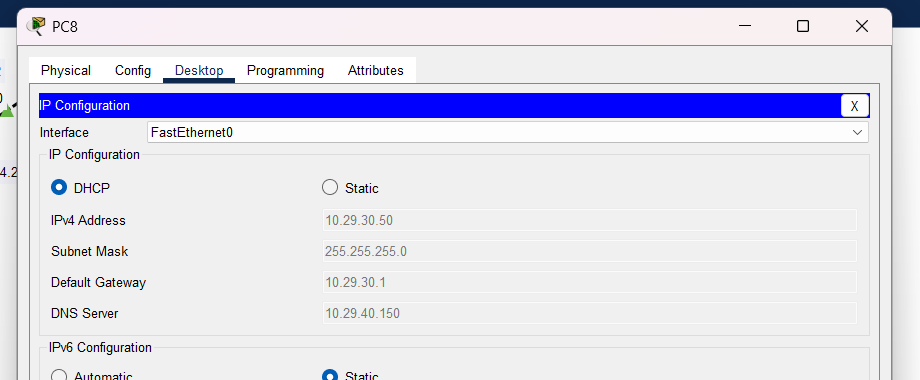 PC8
Physical Config Desktop Programming Attributes
IP Configuration X
Interface FastEthernet0
IP Configuration
DHCP Static
IPv4 Address 10.29.30.50
Subnet Mask 255.255.255.0
Default Gateway 10.29.30.1
DNS Server 10.29.40.150
IPv6 Configuration
Automatic Static
4.2